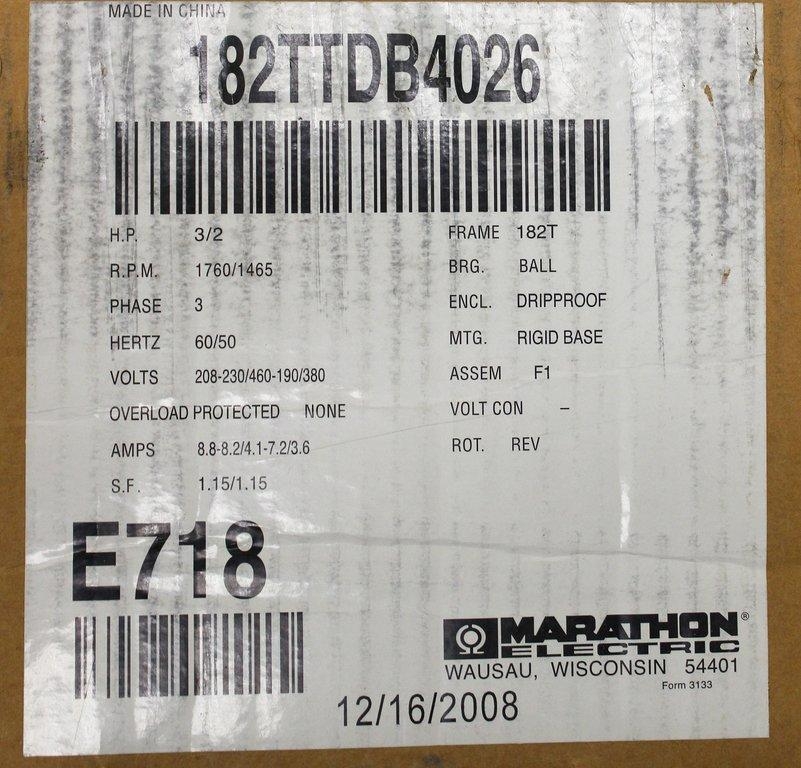 MADE IN CHINA
182TTDB4026
H.P. 3/2 FRAME 182T
R.P.M. 1760/1465 BRG. BALL
PHASE 3 ENCL. DRIPPROOF
HERTZ 60/50 MTG. RIGID BASE
VOLTS 208-230/460-190/380 ASSEM F1
OVERLOAD PROTECTED NONE VOLT CON –
AMPS 8.8-8.2/4.1-7.2/3.6 ROT. REV
S.F. 1.15/1.15
E718
MARATHON®
ELECTRIC
WAUSAU, WISCONSIN 54401
Form 3133
12/16/2008